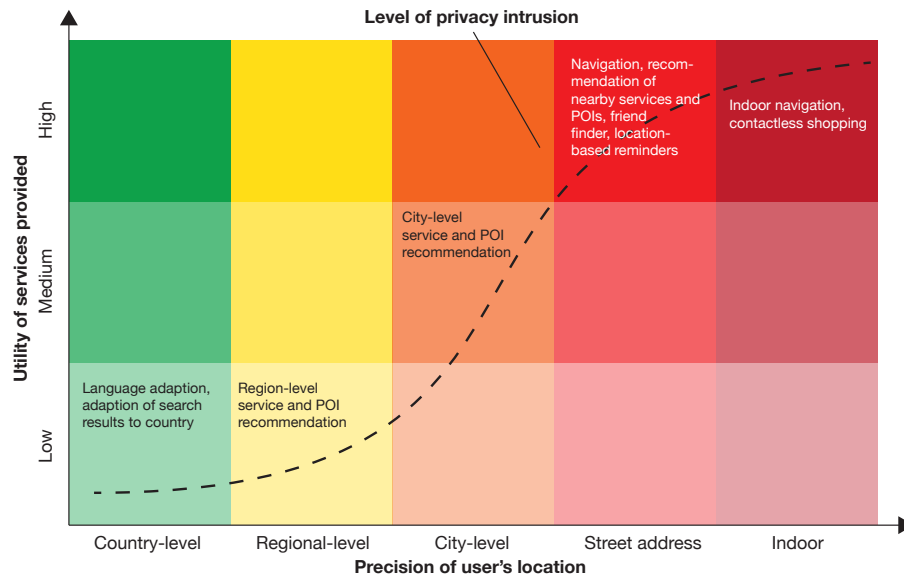 Level of privacy intrusion
Utility of services provided
High
Medium
Low
Navigation, recom-
mendation of
nearby services and
POIs, friend
finder, location-
based reminders
Indoor navigation,
contactless shopping
City-level
service and POI
recommendation
Language adaption,
adaption of search
results to country
Region-level
service and POI
recommendation
Country-level
Regional-level
City-level
Street address
Indoor
Precision of user's location